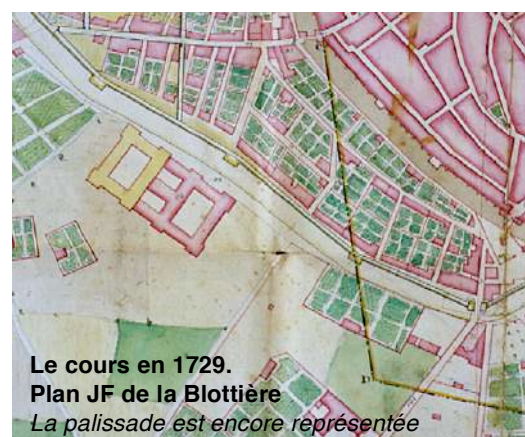 Le cours en 1729.
Plan JF de la Blottière
La palissade est encore représentée